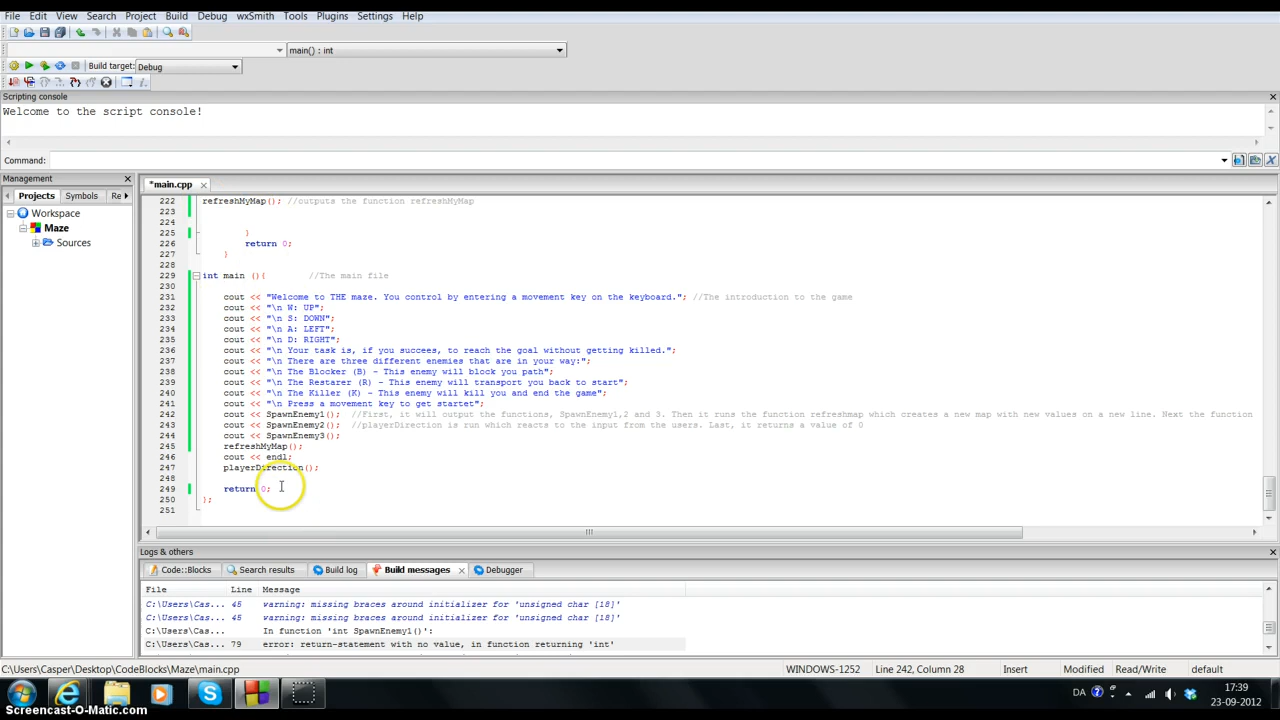 File Edit View Search Project Build Debug wxSmith Tools Plugins Settings Help
main() : int
Build target: Debug
Scripting console
Welcome to the script console!
Command:
Management
Projects Symbols Re
Workspace
Maze
Sources
*main.cpp
222 refreshMyMap(); //outputs the function refreshMyMap
223
224
225 }
226 return 0;
227 }
228
229 int main (){ //The main file
230
231 cout << "Welcome to THE maze. You control by entering a movement key on the keyboard."; //The introduction to the game
232 cout << "\n W: UP";
233 cout << "\n S: DOWN";
234 cout << "\n A: LEFT";
235 cout << "\n D: RIGHT";
236 cout << "\n Your task is, if you succees, to reach the goal without getting killed.";
237 cout << "\n There are three different enemies that are in your way:";
238 cout << "\n The Blocker (B) - This enemy will block you path";
239 cout << "\n The Restarer (R) - This enemy will transport you back to start";
240 cout << "\n The Killer (K) - This enemy will kill you and end the game";
241 cout << "\n Press a movement key to get startet";
242 cout << SpawnEnemy1(); //First, it will output the functions, SpawnEnemy1,2 and 3. Then it runs the function refreshmap which creates a new map with new values on a new line. Next the function
243 cout << SpawnEnemy2(); //playerDirection is run which reacts to the input from the users. Last, it returns a value of 0
244 cout << SpawnEnemy3();
245 refreshMyMap();
246 cout << endl;
247 playerDirection();
248
249 return 0;
250 };
251
Logs & others
Code::Blocks Search results Build log Build messages Debugger
File Line Message
C:\Users\Cas... 45 warning: missing braces around initializer for 'unsigned char [18]'
C:\Users\Cas... 45 warning: missing braces around initializer for 'unsigned char [18]'
C:\Users\Cas... In function 'int SpawnEnemy1()':
C:\Users\Cas... 79 error: return-statement with no value, in function returning 'int'
C:\Users\Casper\Desktop\CodeBlocks\Maze\main.cpp WINDOWS-1252 Line 242, Column 28 Insert Modified Read/Write default
DA 17:39
23-09-2012
Screencast-O-Matic.com